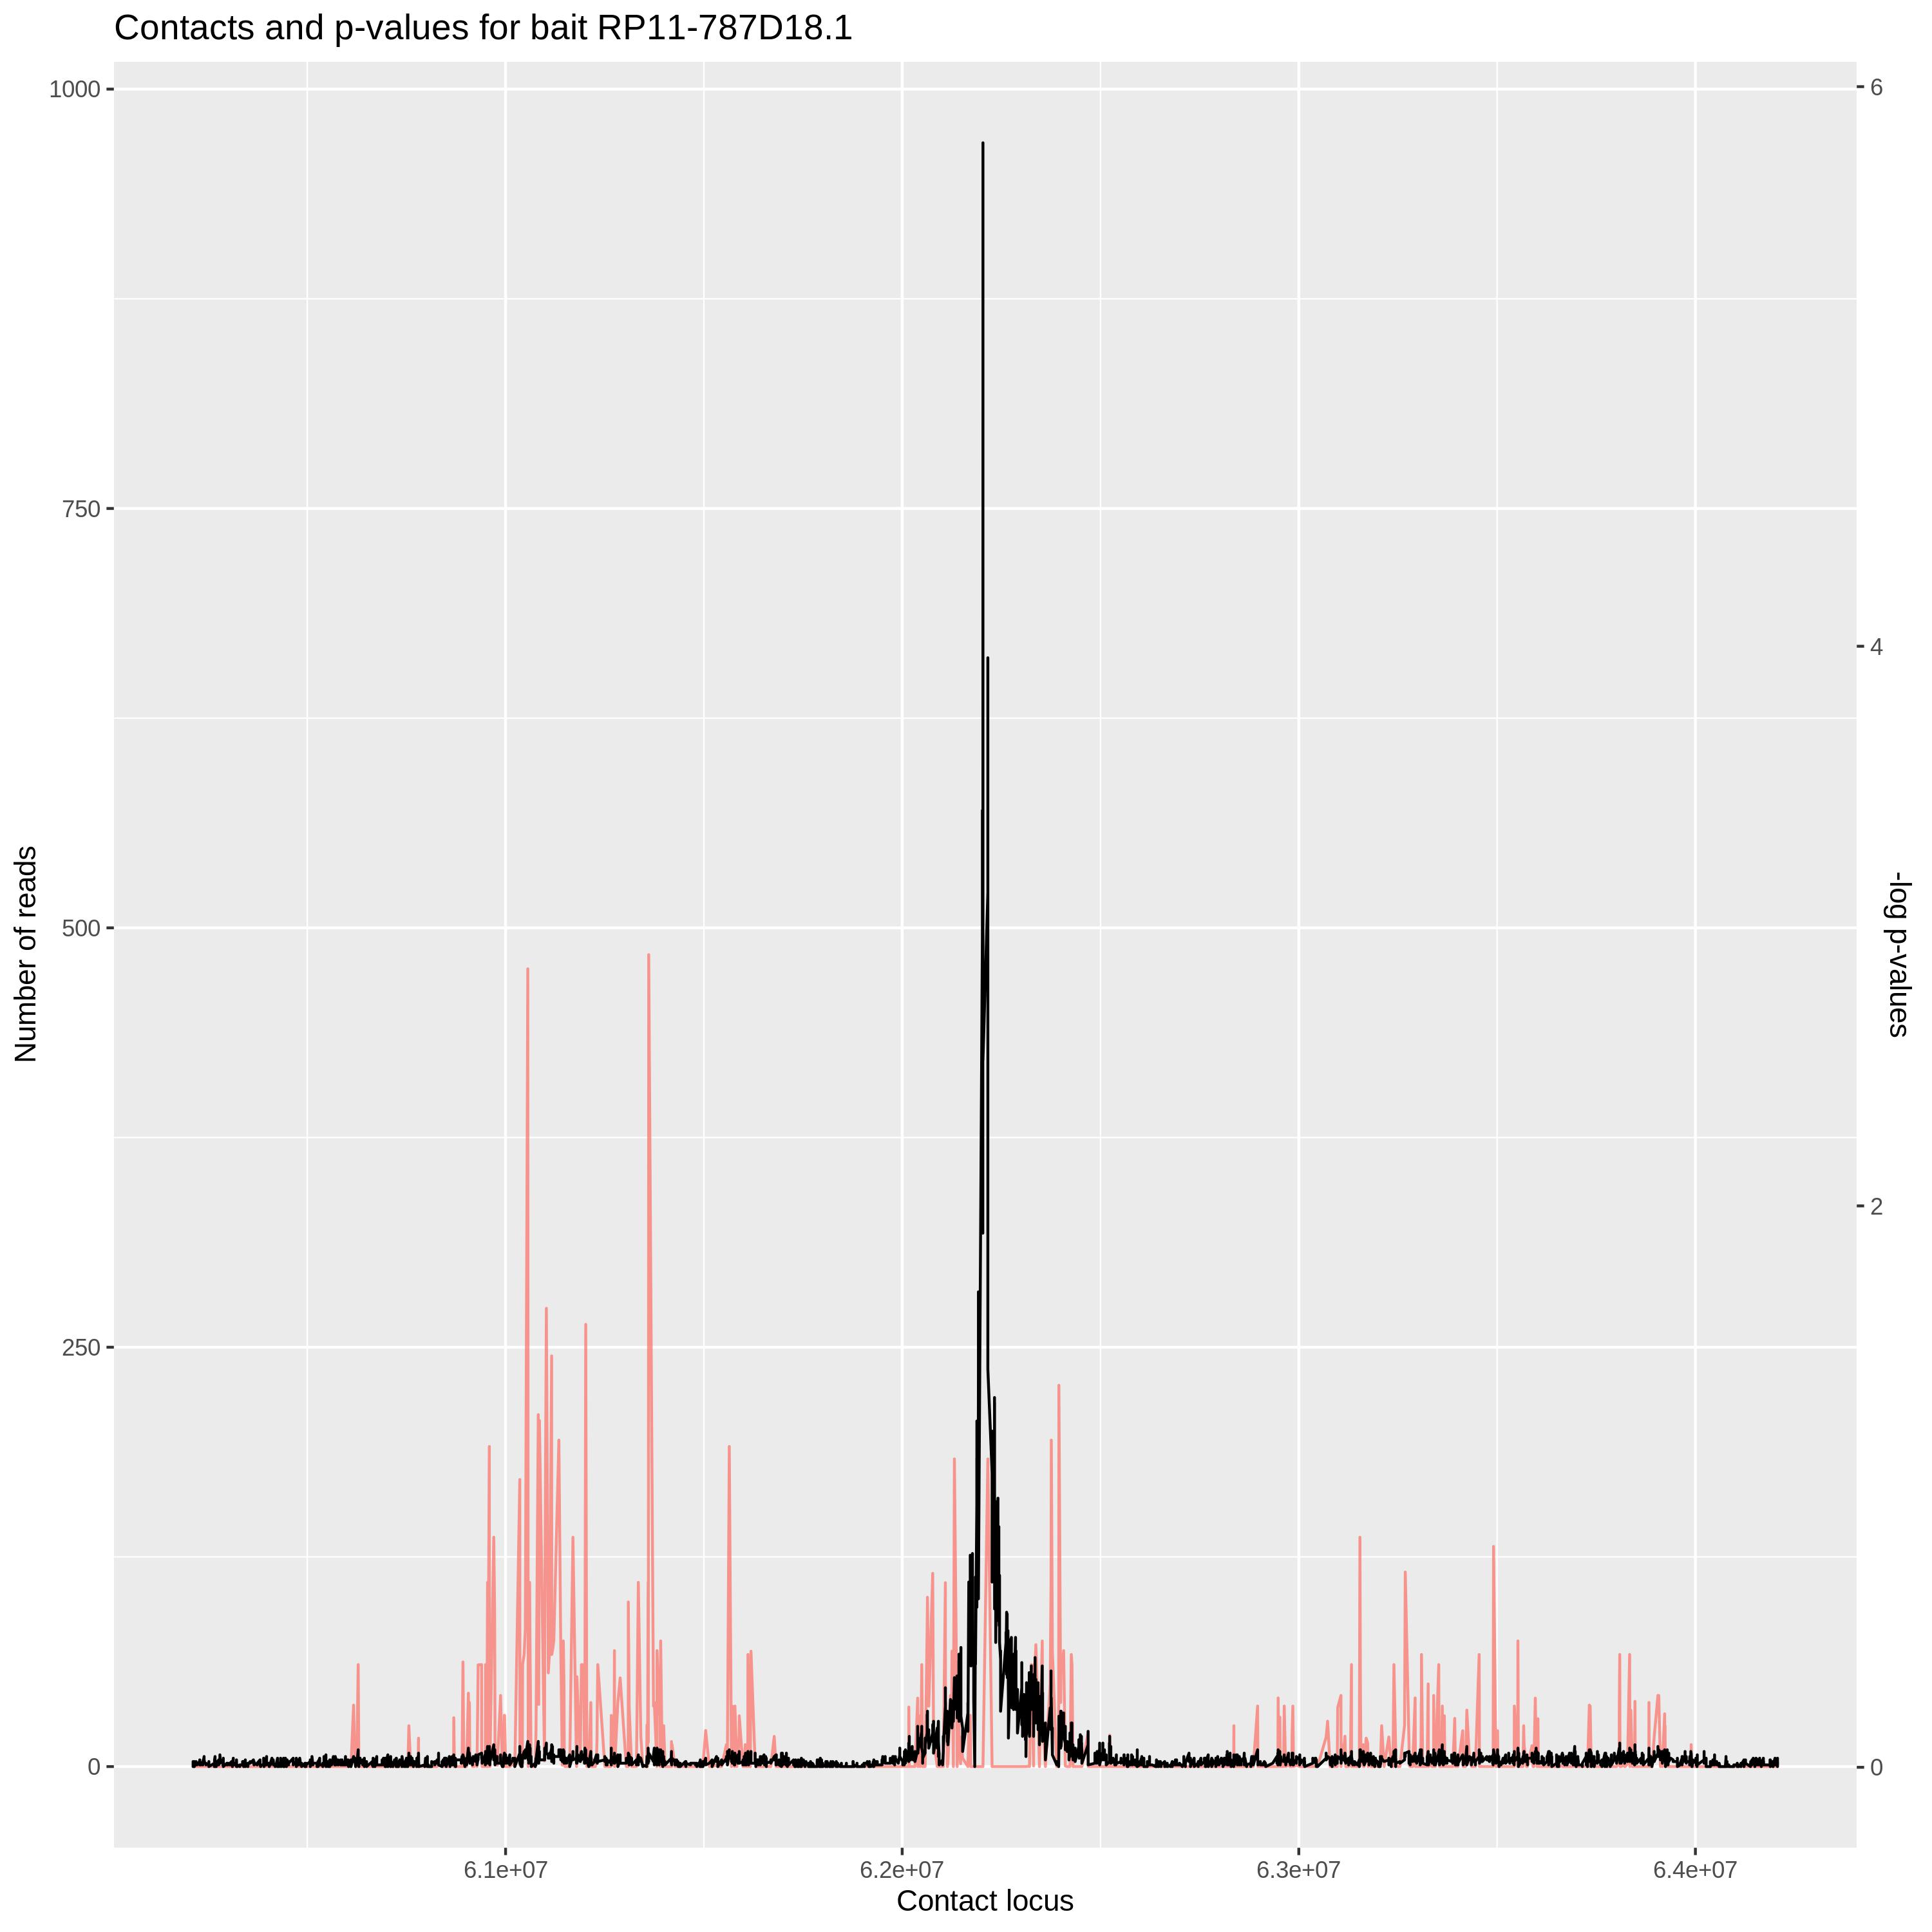 Contacts and p-values for bait RP11-787D18.1
1000
750
500
250
0
Number of reads
6
4
2
0
-log p-values
6.1e+07
6.2e+07
6.3e+07
6.4e+07
Contact locus